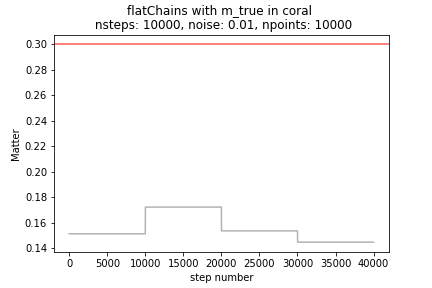 flatChains with m_true in coral
nsteps: 10000, noise: 0.01, npoints: 10000
Matter
0.30
0.28
0.26
0.24
0.22
0.20
0.18
0.16
0.14
0 5000 10000 15000 20000 25000 30000 35000 40000
step number